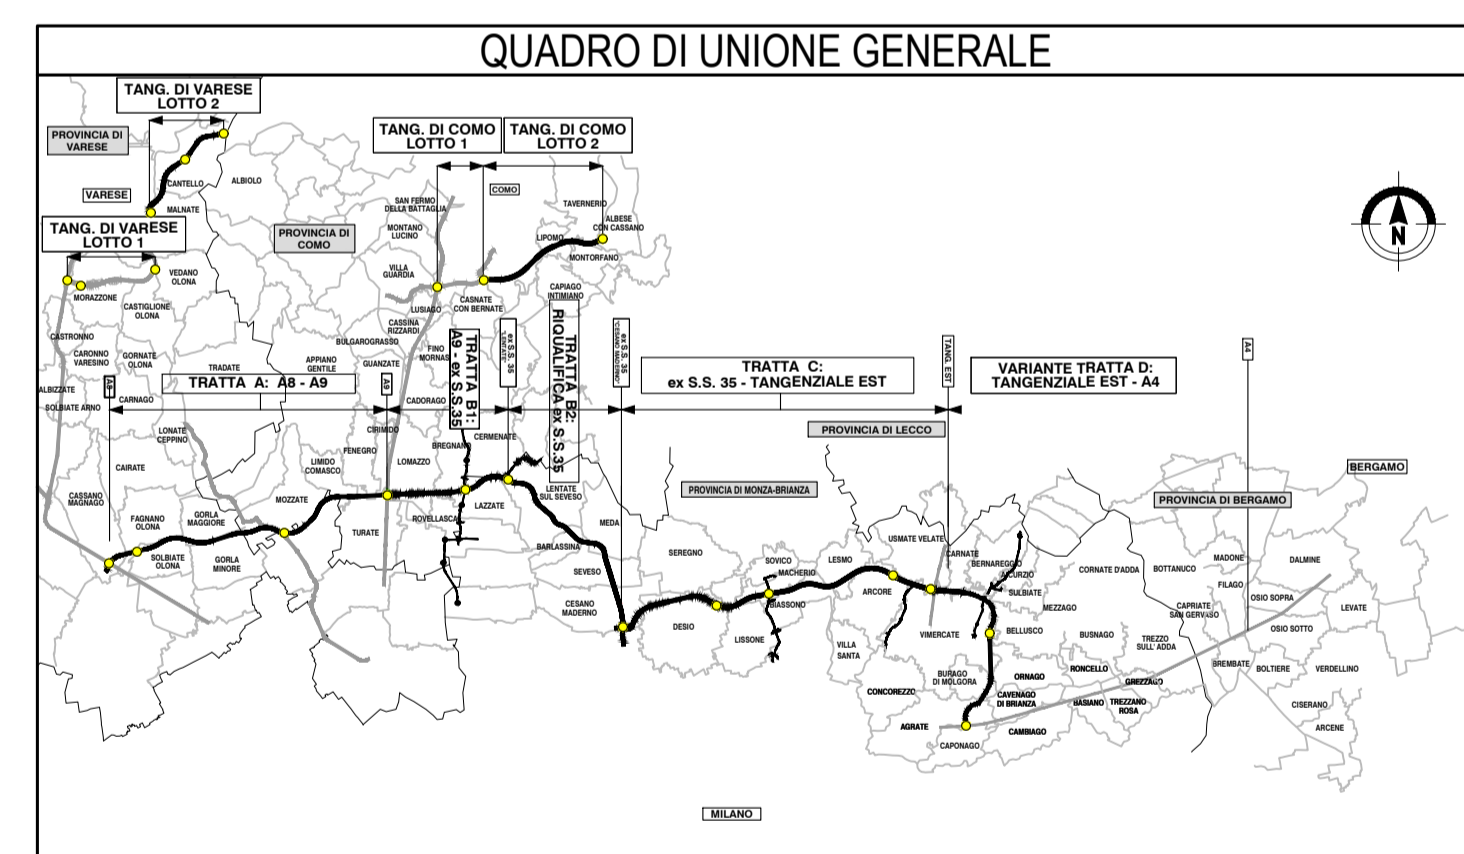 QUADRO DI UNIONE GENERALE
TANG. DI VARESE
LOTTO 2
PROVINCIA DI
VARESE
VARESE
CANTELLO
ALBIOLO
MALNATE
TANG. DI VARESE
LOTTO 1
PROVINCIA DI
COMO
TANG. DI COMO
LOTTO 1
TANG. DI COMO
LOTTO 2
COMO
SAN FERMO
DELLA BATTAGLIA
MONTANO
LUCINO
VILLA
GUARDIA
TAVERNERIO
ALBESE
CON CASSANO
LIPOMO
MONTORFANO
CAPIAGO
INTIMIANO
N
VEDANO
OLONA
MORAZZONE
CASTIGLIONE
OLONA
LUSIAGO
CASNATE
CON BERNATE
CASSINA
RIZZARDI
BULGAROGRASSO
FINO
MORNAS
GUANZATE
CASTRONNO
CARONNO
VARESINO
GORNATE
OLONA
TRADATE
APPIANO
GENTILE
ALBIZZATE
SOLBIATE ARNO
CARNAGO
A8
TRATTA A: A8 - A9
A9
CADORAGO
TRATTA B1:
A9 - ex S.S.35
ex S.S. 35
"LENTATE"
TRATTA B2:
RIQUALIFICA ex S.S.35
ex S.S. 35
"CESANO MADERNO"
TRATTA C:
ex S.S. 35 - TANGENZIALE EST
TANG. EST
VARIANTE TRATTA D:
TANGENZIALE EST - A4
A4
PROVINCIA DI LECCO
BERGAMO
PROVINCIA DI MONZA-BRIANZA
PROVINCIA DI BERGAMO
LONATE
CEPPINO
CIRIMIDO
FENEGRO
BREGNANO
CERMENATE
CAIRATE
LIMIDO
COMASCO
LOMAZZO
CASSANO
MAGNAGO
MOZZATE
LENTATE
SUL SEVESO
LAZZATE
FAGNANO
OLONA
GORLA
MAGGIORE
ROVELLASCA
TURATE
MEDA
SOLBIATE
OLONA
GORLA
MINORE
BARLASSINA
SEVESO
CESANO
MADERNO
SEREGNO
SOVICO
MACHERIO
LESMO
USMATE VELATE
CARNATE
BERNAREGGIO
AICURZIO
SULBIATE
MEZZAGO
CORNATE D'ADDA
BOTTANUCO
MADONE
DALMINE
FILAGO
OSIO SOPRA
CAPRIATE
SAN GERVASO
LEVATE
OSIO SOTTO
DESIO
LISSONE
BIASSONO
ARCORE
VILLA
SANTA
VIMERCATE
BELLUSCO
BUSNAGO
TREZZO
SULL' ADDA
BREMBATE
BOLTIERE
VERDELLINO
BURAGO
DI MOLGORA
ORNAGO
RONCELLO
GREZZAGO
CONCOREZZO
CAVENAGO
DI BRIANZA
BASIANO
TREZZANO
ROSA
CISERANO
ARCENE
AGRATE
CAMBIAGO
CAPONAGO
MILANO